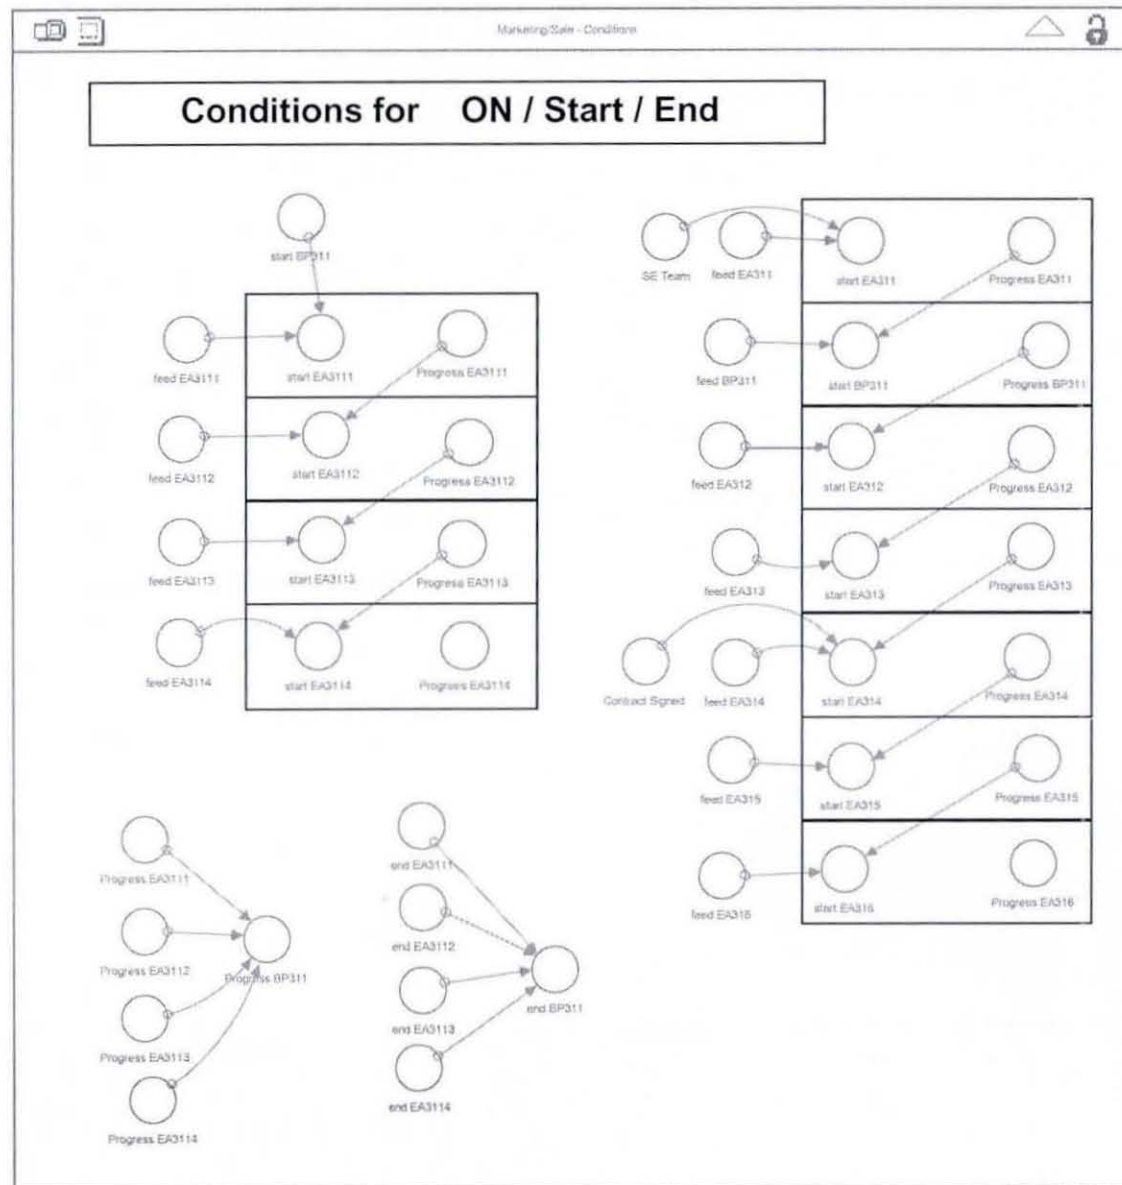 Marketing/Sale - Conditions
Conditions for ON / Start / End
start BP311
feed EA3111
start EA3111
Progress EA3111
feed EA3112
start EA3112
Progress EA3112
feed EA3113
start EA3113
Progress EA3113
feed EA3114
start EA3114
Progress EA3114
SE Team
feed EA311
start EA311
Progress EA311
feed BP311
start BP311
Progress BP311
feed EA312
start EA312
Progress EA312
feed EA313
start EA313
Progress EA313
Contract Signed
feed EA314
start EA314
Progress EA314
feed EA315
start EA315
Progress EA315
feed EA316
start EA316
Progress EA316
Progress EA3111
Progress EA3112
Progress BP311
Progress EA3113
Progress EA3114
end EA3111
end EA3112
end BP311
end EA3113
end EA3114